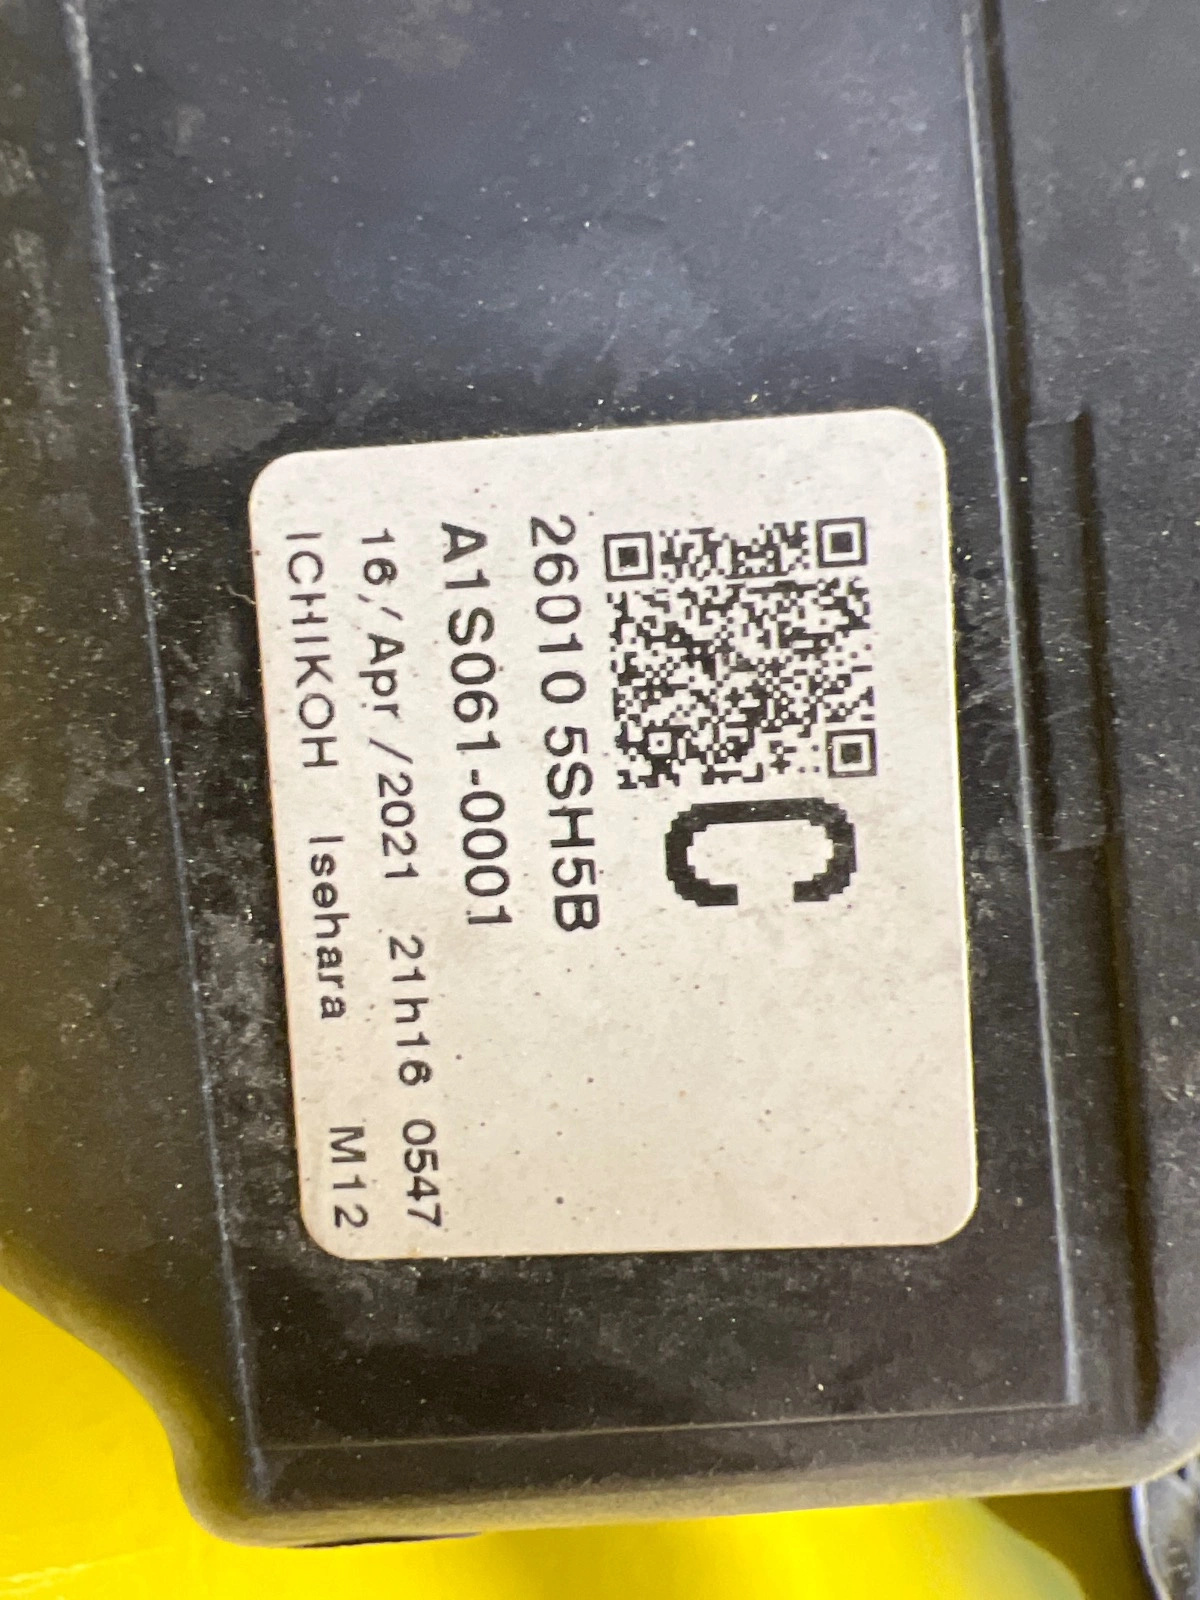 C
26010 5SH5B
A1S061-0001
16/Apr/2021 21h16 0547
ICHIKOH Isehara M12